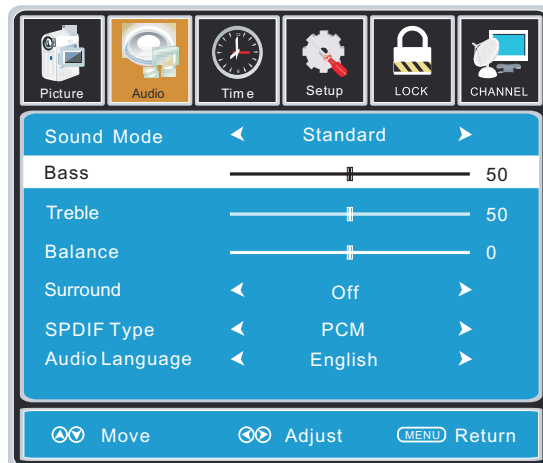 Picture Audio Time Setup LOCK CHANNEL
Sound Mode Standard
Bass 50
Treble 50
Balance 0
Surround Off
SPDIF Type PCM
Audio Language English
Move Adjust MENU Return